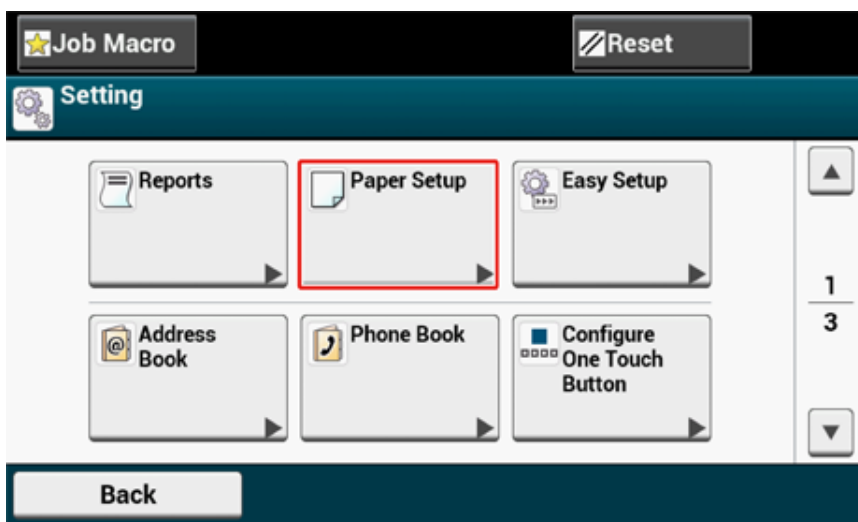 Job Macro
Reset
Setting
Reports
Paper Setup
Easy Setup
1
3
Address
Book
Phone Book
Configure
One Touch
Button
Back